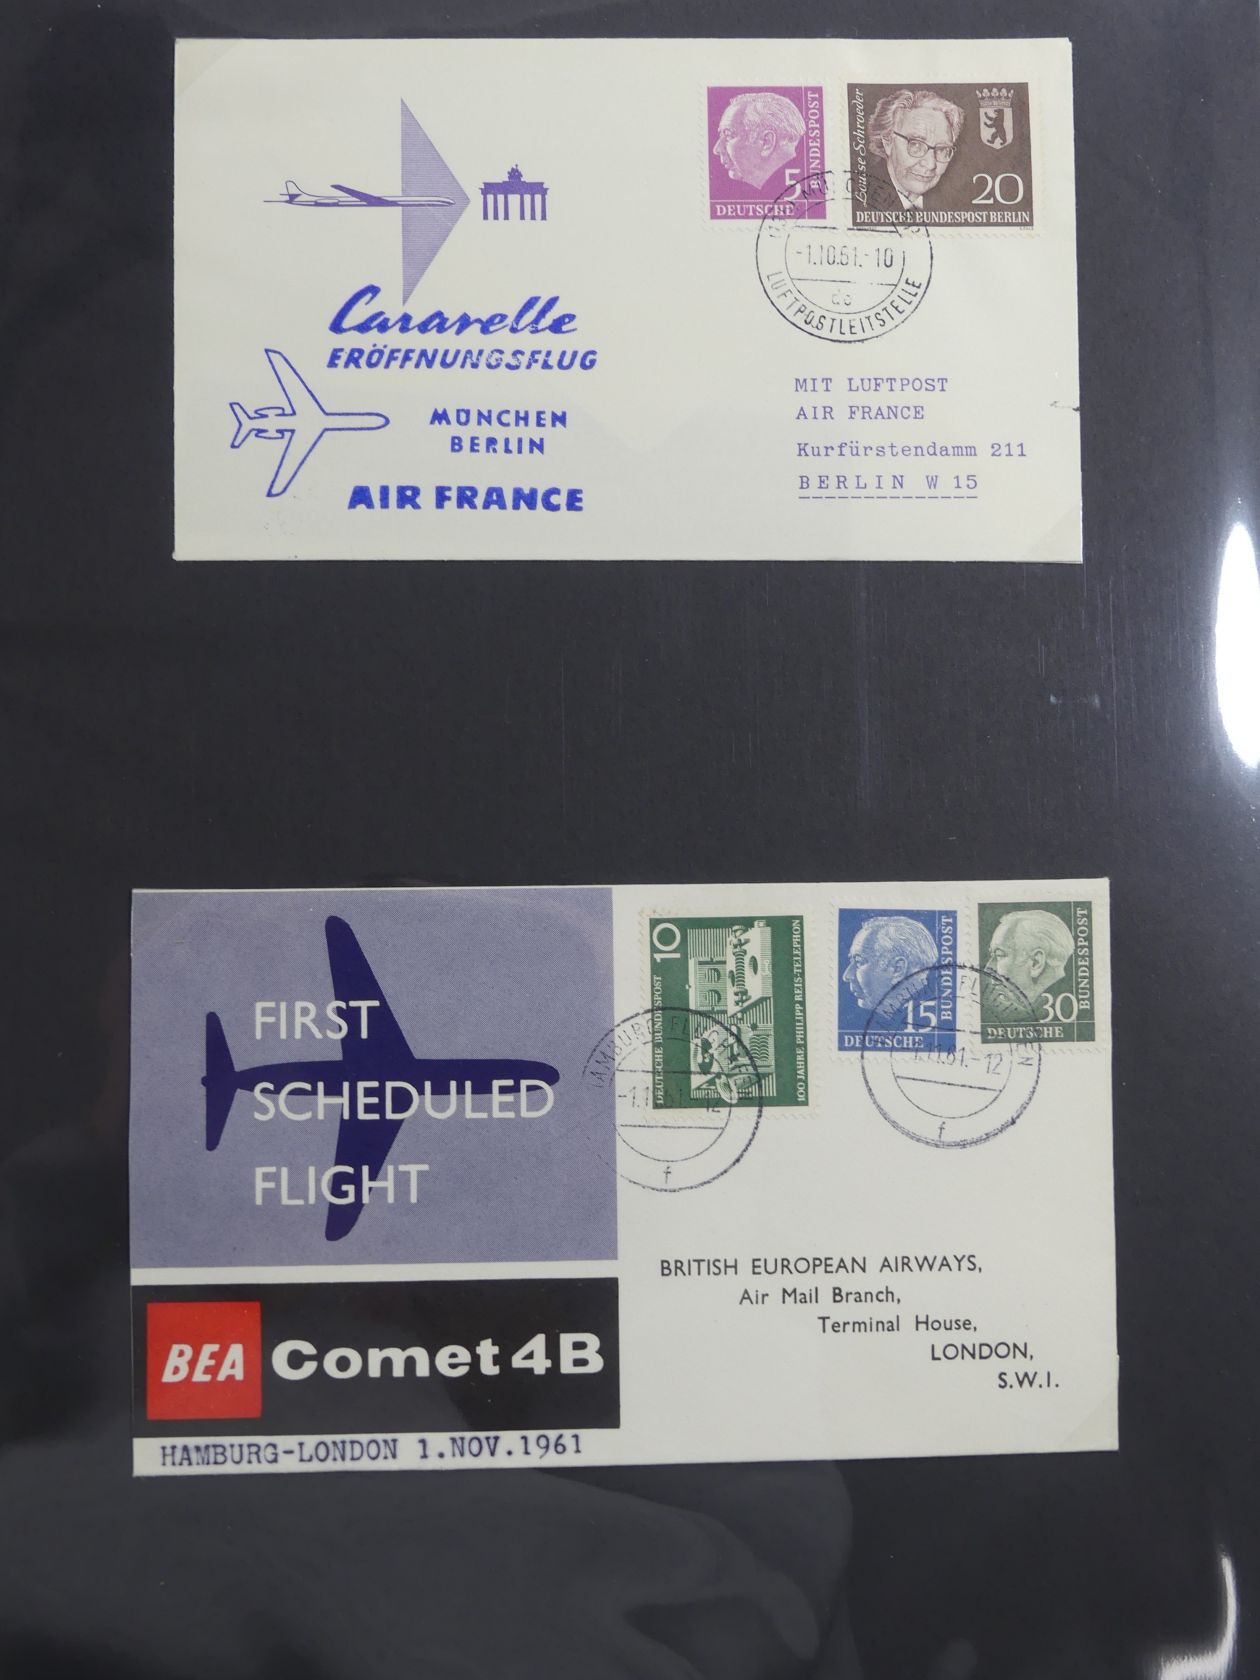 5
BUNDESPOST
DEUTSCHE
Louise Schroeder
20
DEUTSCHE BUNDESPOST BERLIN
-1.10.61.-10
dc
LUFTPOSTLEITSTELLE
Caravelle
ERÖFFNUNGSFLUG
MÜNCHEN
BERLIN
AIR FRANCE
MIT LUFTPOST
AIR FRANCE
Kurfürstendamm 211
BERLIN W 15
FIRST
SCHEDULED
FLIGHT
BEA Comet 4B
HAMBURG-LONDON 1.NOV.1961
10
DEUTSCHE BUNDESPOST
100 JAHRE PHILIPP REIS-TELEPHON
15
BUNDESPOST
DEUTSCHE
30
BUNDESPOST
DEUTSCHE
HAMBURG FLUGHAFEN
f
1.11.61.-12
f
BRITISH EUROPEAN AIRWAYS,
Air Mail Branch,
Terminal House,
LONDON,
S.W.1.